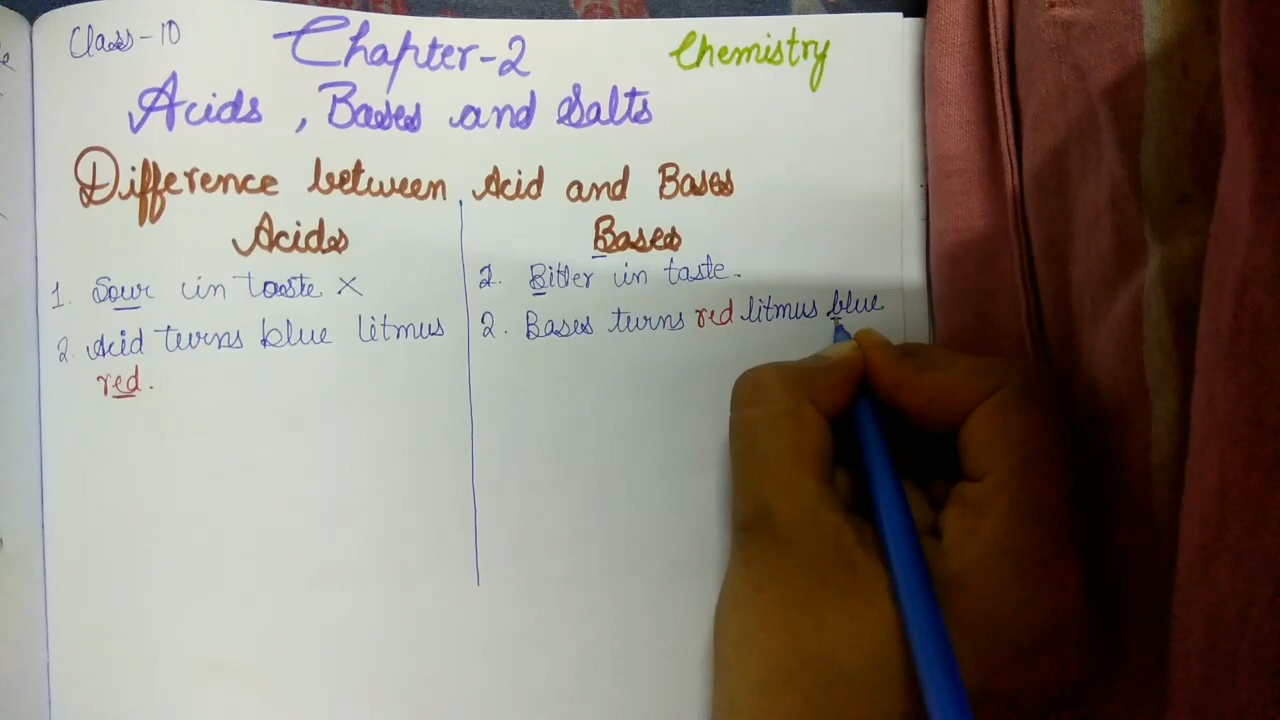 Class-10
Chapter-2
Chemistry
Acids, Bases and Salts
Difference between Acid and Bases
Acids
Bases
1. Sour in taste ×
2. Acid turns blue litmus
red.
2. Bitter in taste.
2. Bases turns red litmus blue